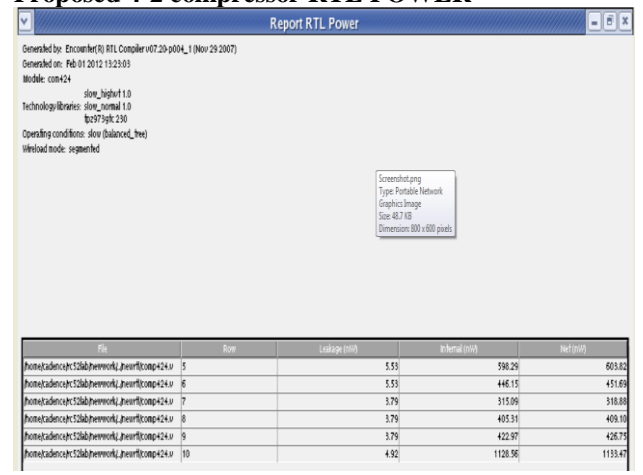 Proposed 4-2 compressor RTL POWER
Report RTL Power
Generated by: Encounter(R) RTL Compiler v07.20-p004_1 (Nov 29 2007)
Generated on: Feb 01 2012 13:23:03
Module: com424
slow_highvt 1.0
Technology libraries: slow_normal 1.0
fpz973gfc 230
Operating conditions: slow (balanced_tree)
Wireload mode: segmented
Screenshot.png
Type: Portable Network
Graphics Image
Size: 48.7 KB
Dimension: 800 x 600 pixels
File Row Leakage (nW) Internal (nW) Net (nW)
5 5.53 598.29 603.82
6 5.53 446.15 451.69
7 3.79 315.09 318.88
8 3.79 405.31 409.10
9 3.79 422.97 426.75
10 4.92 1128.56 1133.47